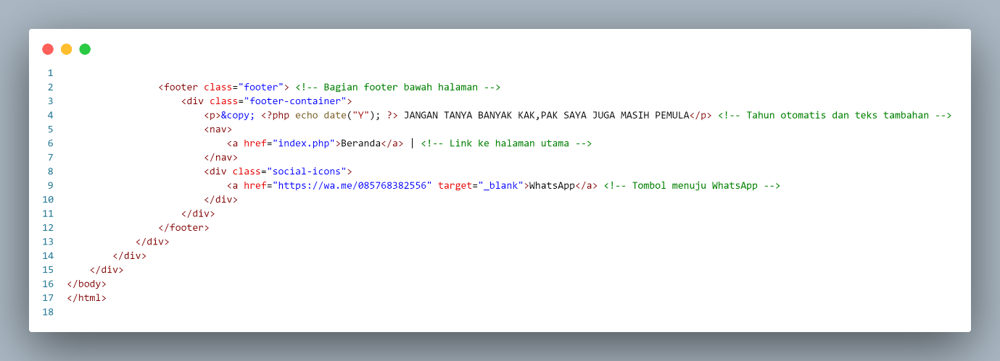 1
2 <footer class="footer"> <!-- Bagian footer bawah halaman -->
3 <div class="footer-container">
4 <p>&copy; <?php echo date("Y"); ?> JANGAN TANYA BANYAK KAK,PAK SAYA JUGA MASIH PEMULA</p> <!-- Tahun otomatis dan teks tambahan -->
5 <nav>
6 <a href="index.php">Beranda</a> | <!-- Link ke halaman utama -->
7 </nav>
8 <div class="social-icons">
9 <a href="https://wa.me/085768382556" target="_blank">WhatsApp</a> <!-- Tombol menuju WhatsApp -->
10 </div>
11 </div>
12 </footer>
13 </div>
14 </div>
15 </div>
16 </body>
17 </html>
18